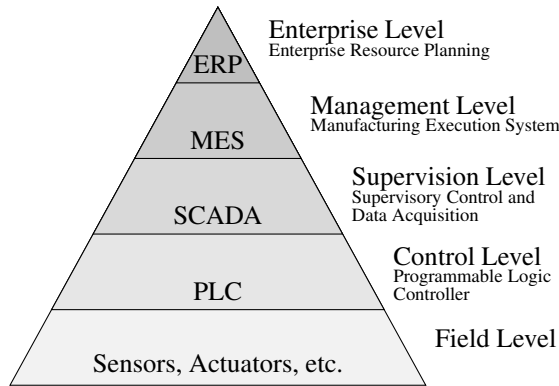 Enterprise Level
Enterprise Resource Planning
ERP
Management Level
Manufacturing Execution System
MES
Supervision Level
Supervisory Control and
Data Acquisition
SCADA
Control Level
Programmable Logic
Controller
PLC
Field Level
Sensors, Actuators, etc.